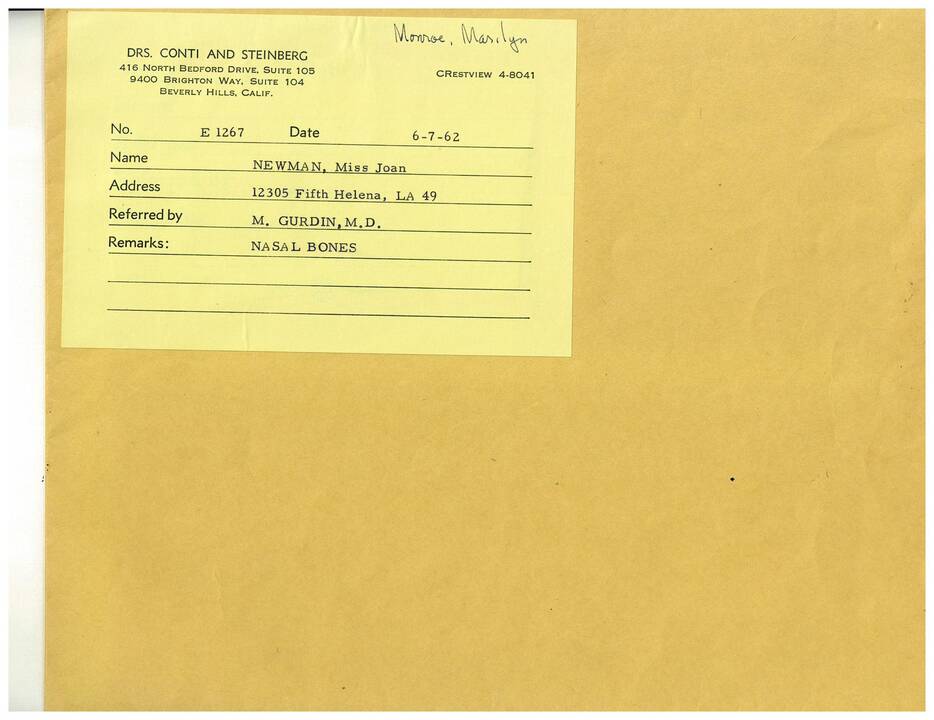 Monroe, Marilyn
DRS. CONTI AND STEINBERG
416 NORTH BEDFORD DRIVE, SUITE 105
9400 BRIGHTON WAY, SUITE 104
BEVERLY HILLS, CALIF.
CRESTVIEW 4-8041
No. E 1267 Date 6-7-62
Name NEWMAN, Miss Joan
Address 12305 Fifth Helena, LA 49
Referred by M. GURDIN, M.D.
Remarks: NASAL BONES